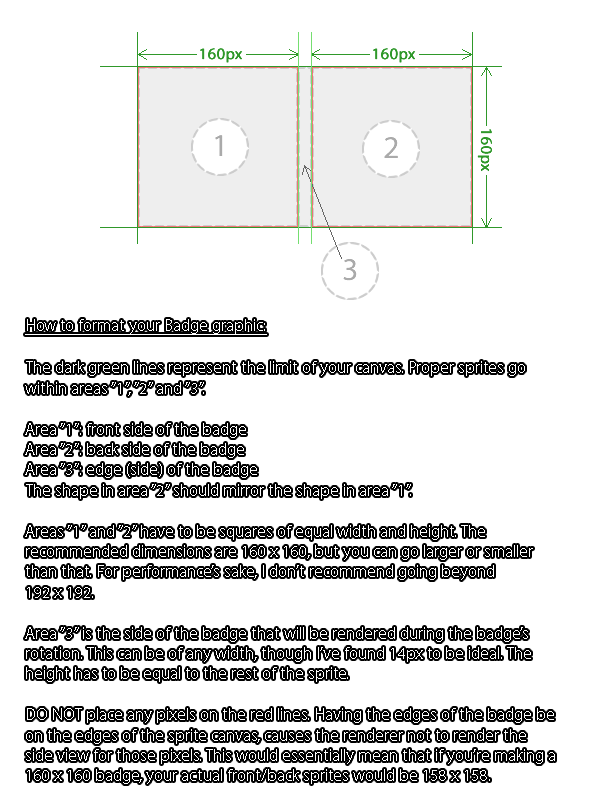 160px
160px
1
2
160px
3
How to format your Badge graphic:
The dark green lines represent the limit of your canvas. Proper sprites go
within areas "1", "2" and "3".
Area "1": front side of the badge
Area "2": back side of the badge
Area "3": edge (side) of the badge
The shape in area "2" should mirror the shape in area "1".
Areas "1" and "2" have to be squares of equal width and height. The
recommended dimensions are 160 x 160, but you can go larger or smaller
than that. For performance's sake, I don't recommend going beyond
192 x 192.
Area "3" is the side of the badge that will be rendered during the badge's
rotation. This can be of any width, though I've found 14px to be ideal. The
height has to be equal to the rest of the sprite.
DO NOT place any pixels on the red lines. Having the edges of the badge be
on the edges of the sprite canvas, causes the renderer not to render the
side view for those pixels. This would essentially mean that if you're making a
160 x 160 badge, your actual front/back sprites would be 158 x 158.